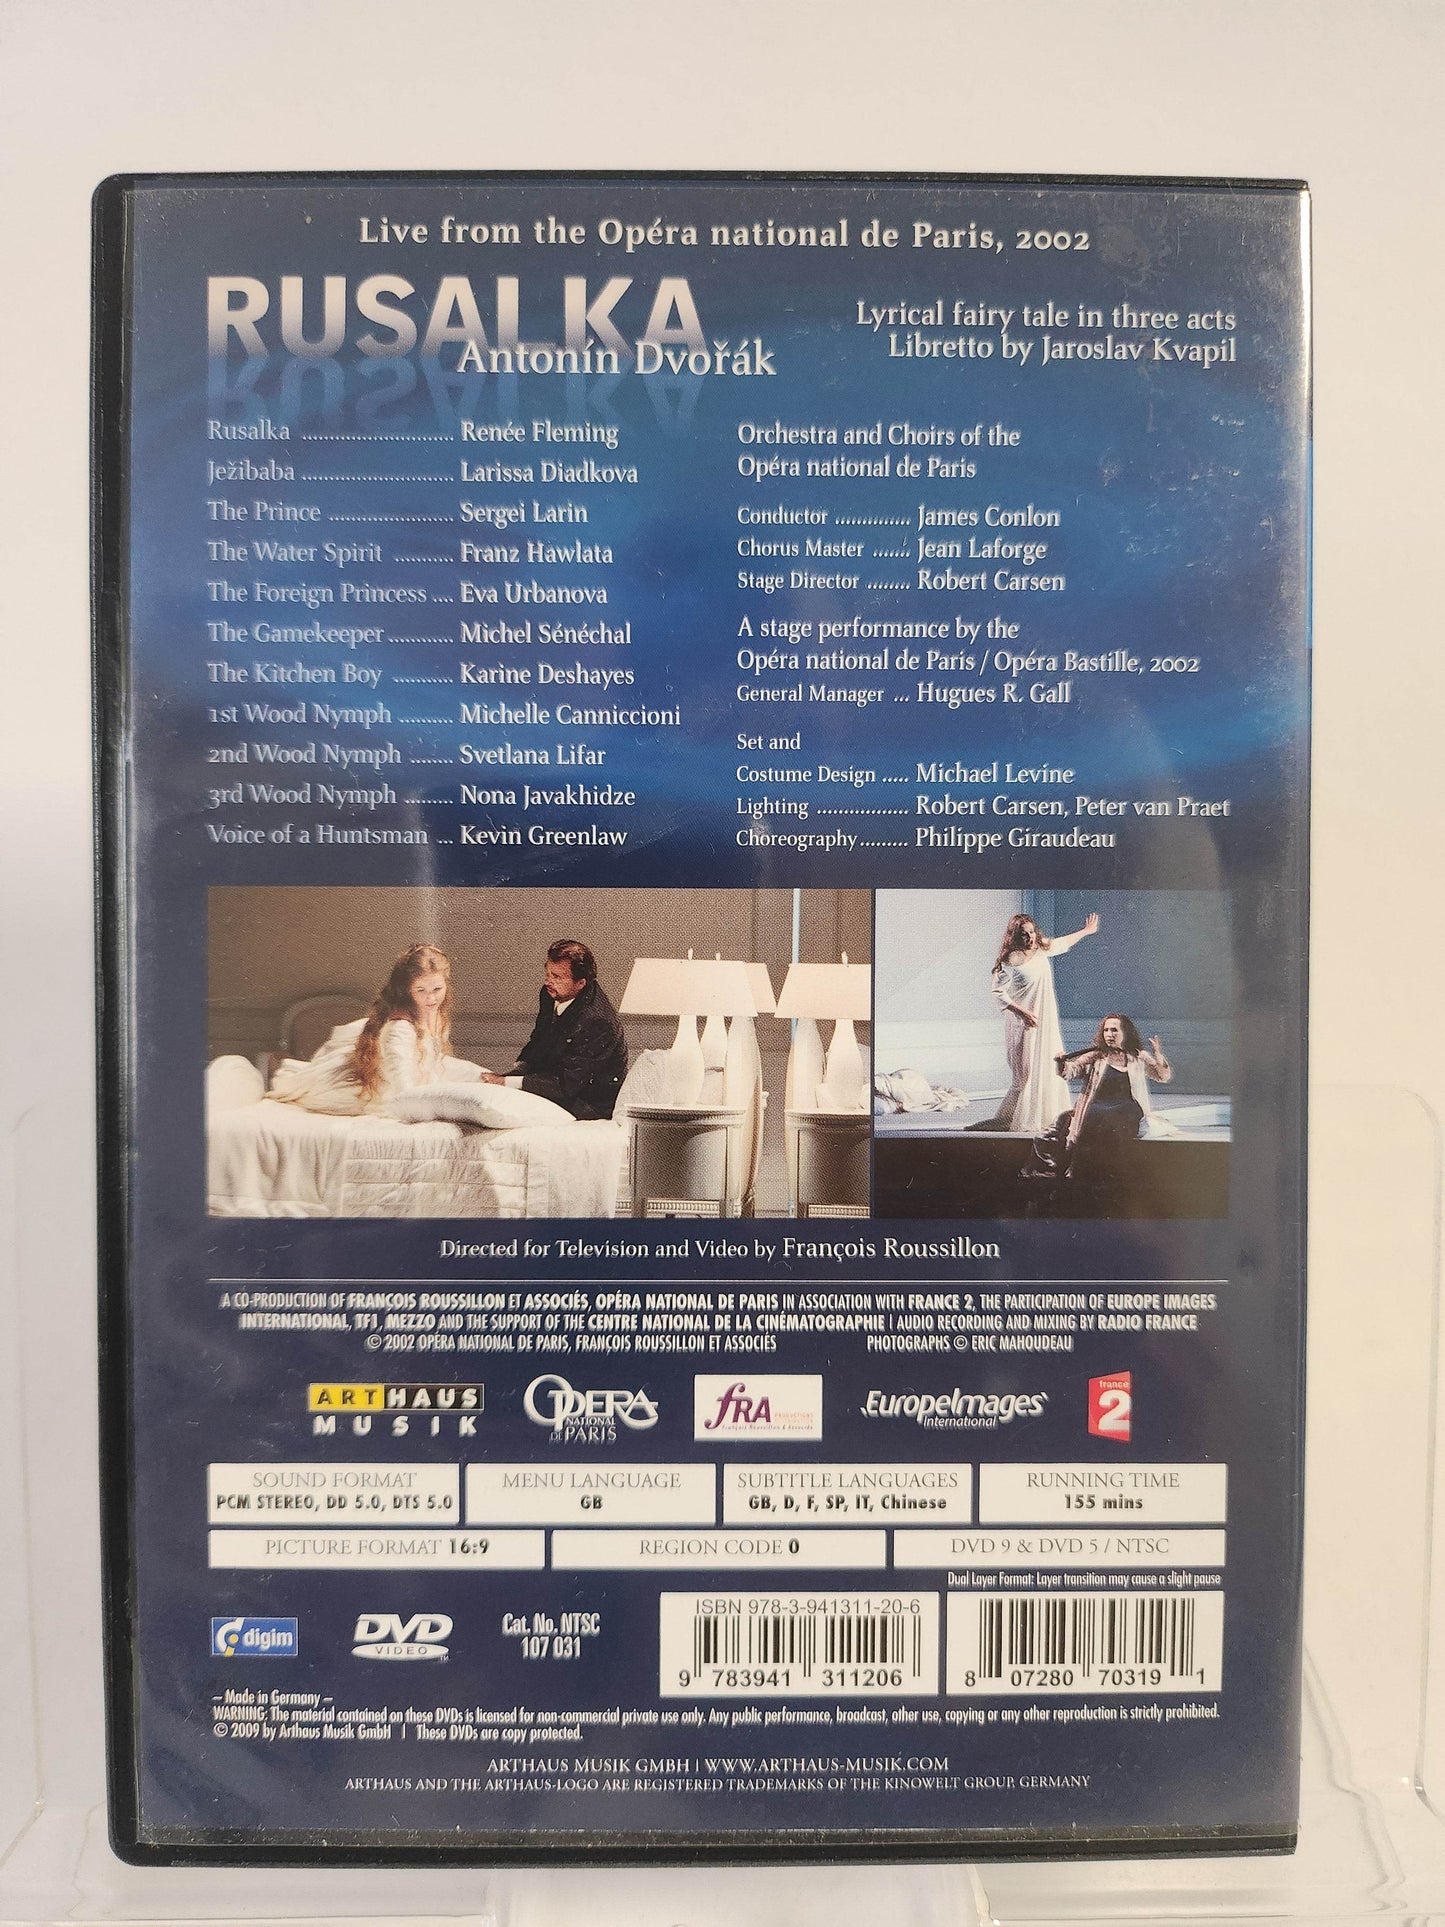 Live from the Opéra national de Paris, 2002
RUSALKA
Antonín Dvořák
Lyrical fairy tale in three acts
Libretto by Jaroslav Kvapil
Rusalka ............................ Renée Fleming
Ježibaba ............................ Larissa Diadkova
The Prince ....................... Sergei Larin
The Water Spirit ........... Franz Hawlata
The Foreign Princess .... Eva Urbanova
The Gamekeeper ............ Michel Sénéchal
The Kitchen Boy ........... Karine Deshayes
1st Wood Nymph .......... Michelle Canniccioni
2nd Wood Nymph ........ Svetlana Lifar
3rd Wood Nymph ......... Nona Javakhidze
Voice of a Huntsman ... Kevin Greenlaw
Orchestra and Choirs of the
Opéra national de Paris
Conductor .............. James Conlon
Chorus Master ....... Jean Laforge
Stage Director ........ Robert Carsen
A stage performance by the
Opéra national de Paris / Opéra Bastille, 2002
General Manager ... Hugues R. Gall
Set and
Costume Design ..... Michael Levine
Lighting ................. Robert Carsen, Peter van Praet
Choreography ......... Philippe Giraudeau
Directed for Television and Video by François Roussillon
A CO-PRODUCTION OF FRANÇOIS ROUSSILLON ET ASSOCIÉS, OPÉRA NATIONAL DE PARIS IN ASSOCIATION WITH FRANCE 2, THE PARTICIPATION OF EUROPE IMAGES
INTERNATIONAL, TF1, MEZZO AND THE SUPPORT OF THE CENTRE NATIONAL DE LA CINÉMATOGRAPHIE | AUDIO RECORDING AND MIXING BY RADIO FRANCE
© 2002 OPÉRA NATIONAL DE PARIS, FRANÇOIS ROUSSILLON ET ASSOCIÉS PHOTOGRAPHS © ERIC MAHOUDEAU
ARTHAUS
MUSIK
OPERA
NATIONAL
DE PARIS
fRA PRODUCTIONS
François Roussillon & Associés
EuropeImages
International
france
2
SOUND FORMAT
PCM STEREO, DD 5.0, DTS 5.0
MENU LANGUAGE
GB
SUBTITLE LANGUAGES
GB, D, F, SP, IT, Chinese
RUNNING TIME
155 mins
PICTURE FORMAT 16:9
REGION CODE 0
DVD 9 & DVD 5 / NTSC
Dual Layer Format: Layer transition may cause a slight pause
digim
DVD
VIDEO TM
Cat. No. NTSC
107 031
ISBN 978-3-941311-20-6
9 783941 311206
8 07280 70319 1
– Made in Germany –
WARNING: The material contained on these DVDs is licensed for non-commercial private use only. Any public performance, broadcast, other use, copying or any other reproduction is strictly prohibited.
© 2009 by Arthaus Musik GmbH | These DVDs are copy protected.
ARTHAUS MUSIK GMBH | WWW.ARTHAUS-MUSIK.COM
ARTHAUS AND THE ARTHAUS-LOGO ARE REGISTERED TRADEMARKS OF THE KINOWELT GROUP, GERMANY